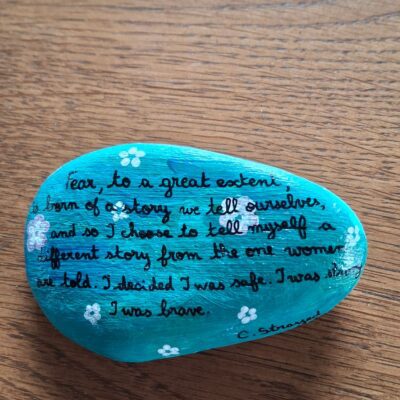 Fear, to a great extent,
is born of a story we tell ourselves,
and so I choose to tell myself a
different story from the one women
are told. I decided I was safe. I was strong
I was brave.
C. Strayed